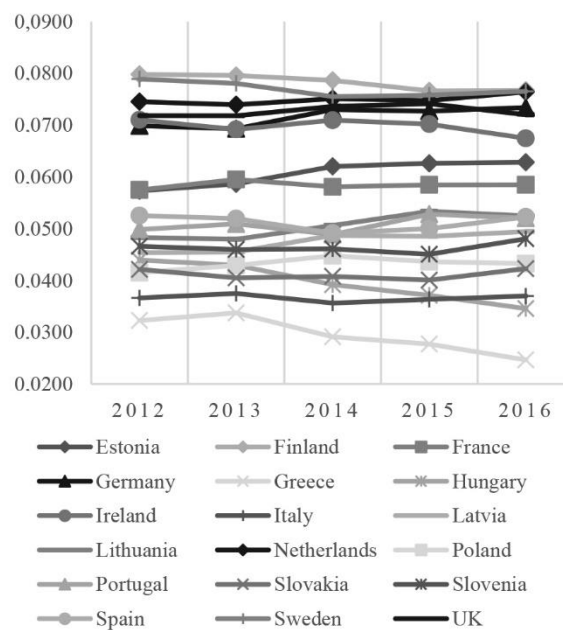 0,0900
0.0800
0.0700
0.0600
0.0500
0.0400
0.0300
0.0200
2012 2013 2014 2015 2016
Estonia Finland France
Germany Greece Hungary
Ireland Italy Latvia
Lithuania Netherlands Poland
Portugal Slovakia Slovenia
Spain Sweden UK